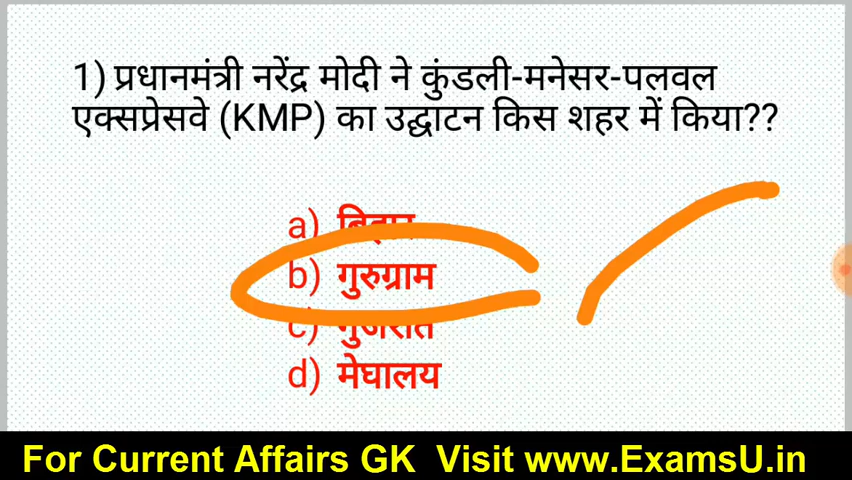 1) प्रधानमंत्री नरेंद्र मोदी ने कुंडली-मनेसर-पलवल
एक्सप्रेसवे (KMP) का उद्घाटन किस शहर में किया??
a) बिहार
b) गुरुग्राम
c) गुजरात
d) मेघालय
For Current Affairs GK Visit www.ExamsU.in